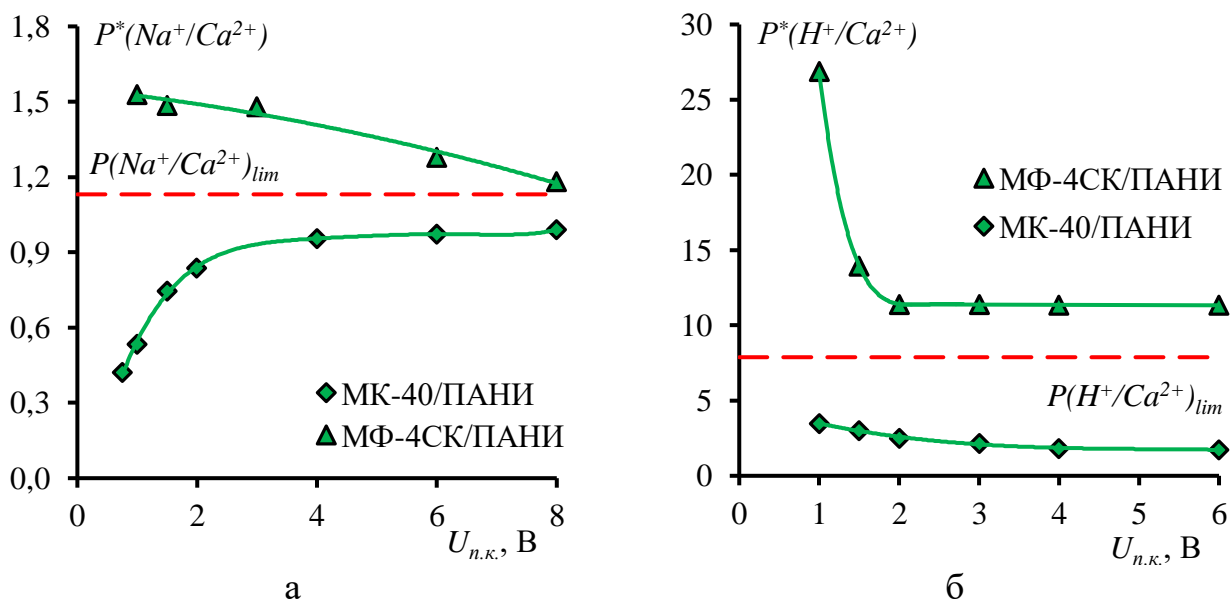 1,8
P*(Na⁺/Ca²⁺)
1,5
P(Na⁺/Ca²⁺)lim
1,2
0,9
0,6
МК-40/ПАНИ
0,3
МФ-4СК/ПАНИ
0,0
0 2 4 6 8
Uп.к., В
а
30
P*(H⁺/Ca²⁺)
25
20
МФ-4СК/ПАНИ
МК-40/ПАНИ
15
10
P(H⁺/Ca²⁺)lim
5
0
0 1 2 3 4 5 6
Uп.к., В
б